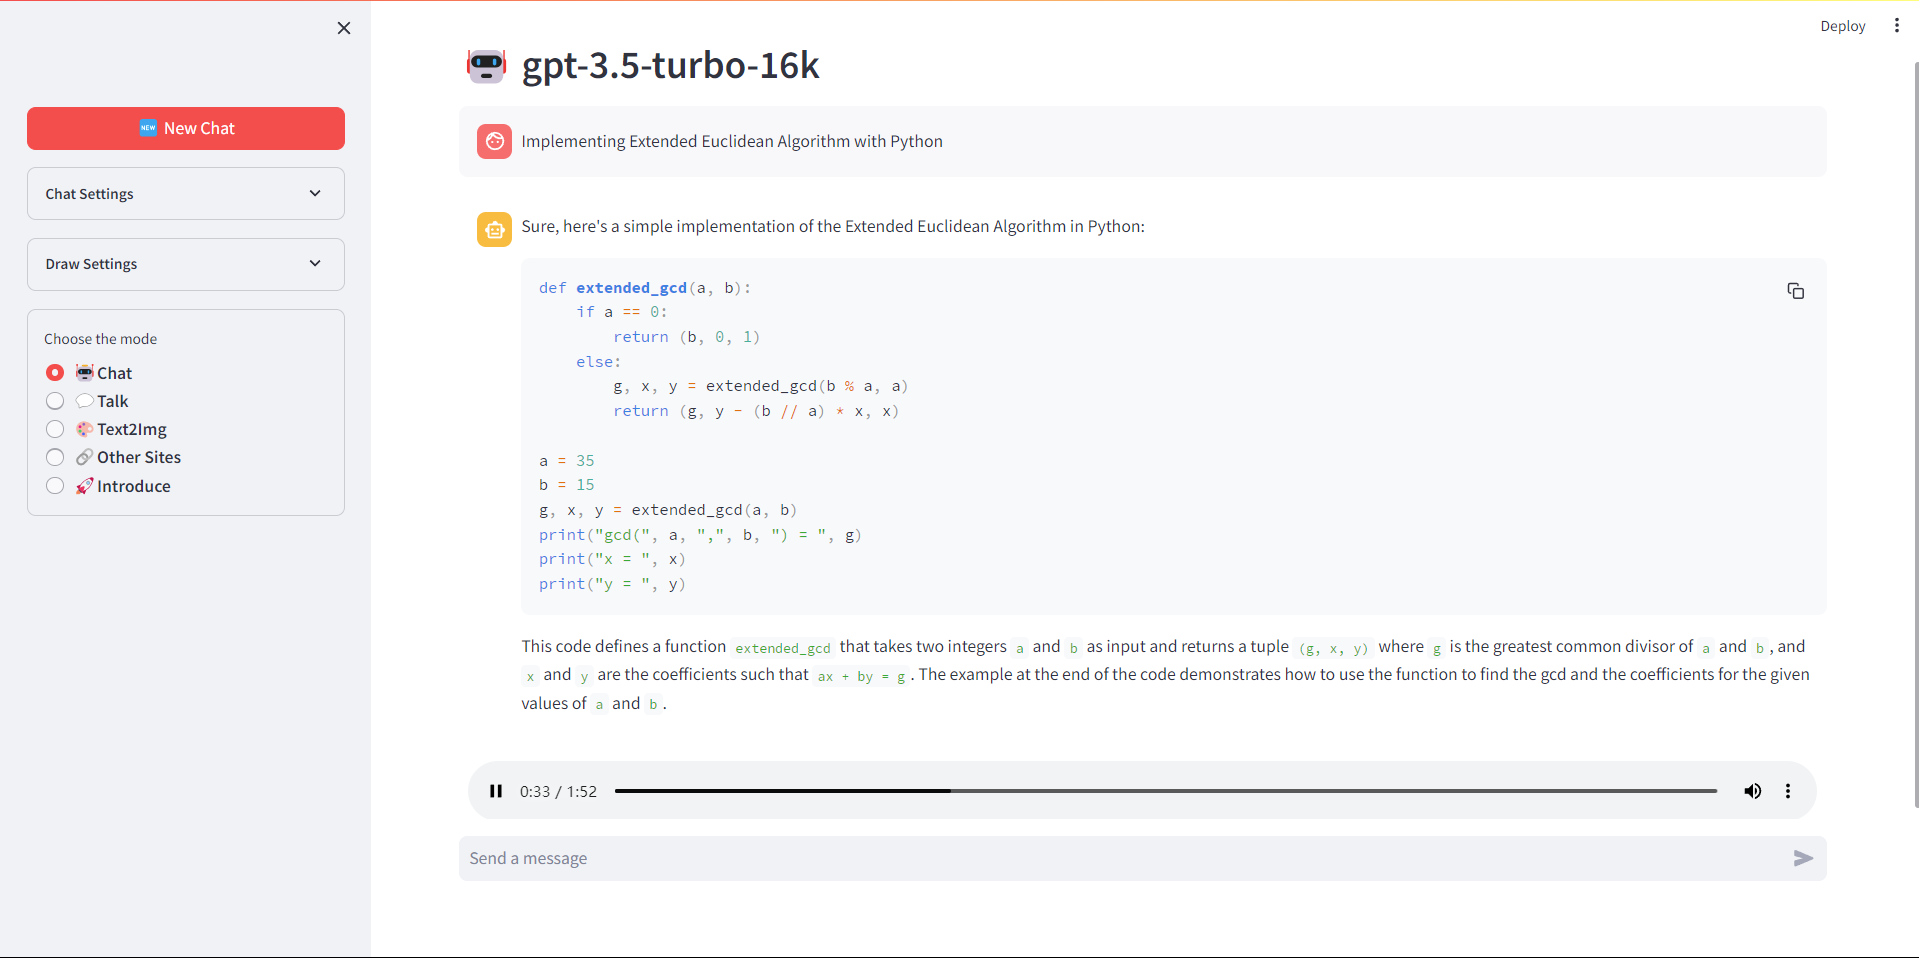 Deploy
gpt-3.5-turbo-16k
NEW New Chat
Chat Settings
Draw Settings
Choose the mode
Chat
Talk
Text2Img
Other Sites
Introduce
Implementing Extended Euclidean Algorithm with Python
Sure, here's a simple implementation of the Extended Euclidean Algorithm in Python:
def extended_gcd(a, b):
    if a == 0:
        return (b, 0, 1)
    else:
        g, x, y = extended_gcd(b % a, a)
        return (g, y - (b // a) * x, x)
a = 35
b = 15
g, x, y = extended_gcd(a, b)
print("gcd(", a, ",", b, ") = ", g)
print("x = ", x)
print("y = ", y)
This code defines a function extended_gcd that takes two integers a and b as input and returns a tuple (g, x, y) where g is the greatest common divisor of a and b , and
x and y are the coefficients such that ax + by = g . The example at the end of the code demonstrates how to use the function to find the gcd and the coefficients for the given
values of a and b .
0:33 / 1:52
Send a message